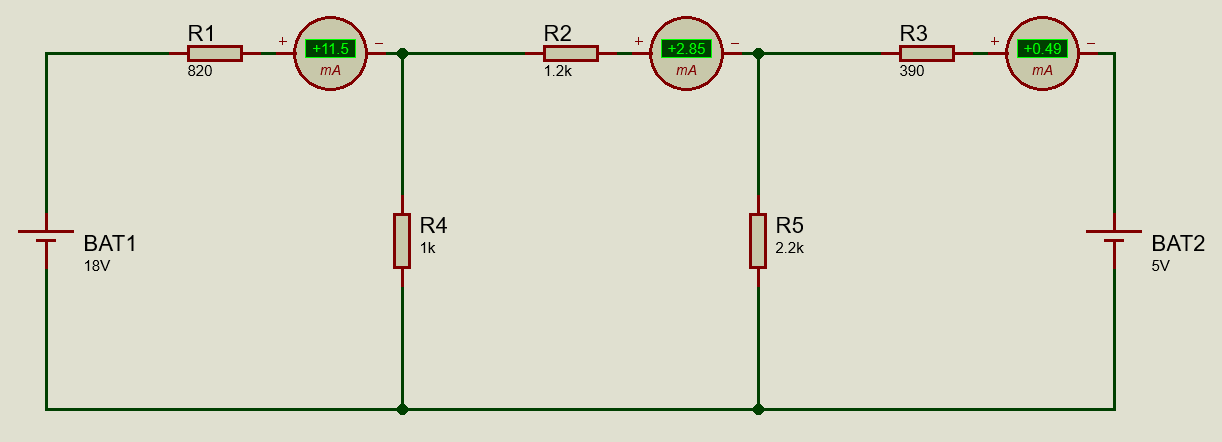 R1
820
+
+11.5
mA
−
R2
1.2k
+
+2.85
mA
−
R3
390
+
+0.49
mA
−
BAT1
18V
R4
1k
R5
2.2k
BAT2
5V